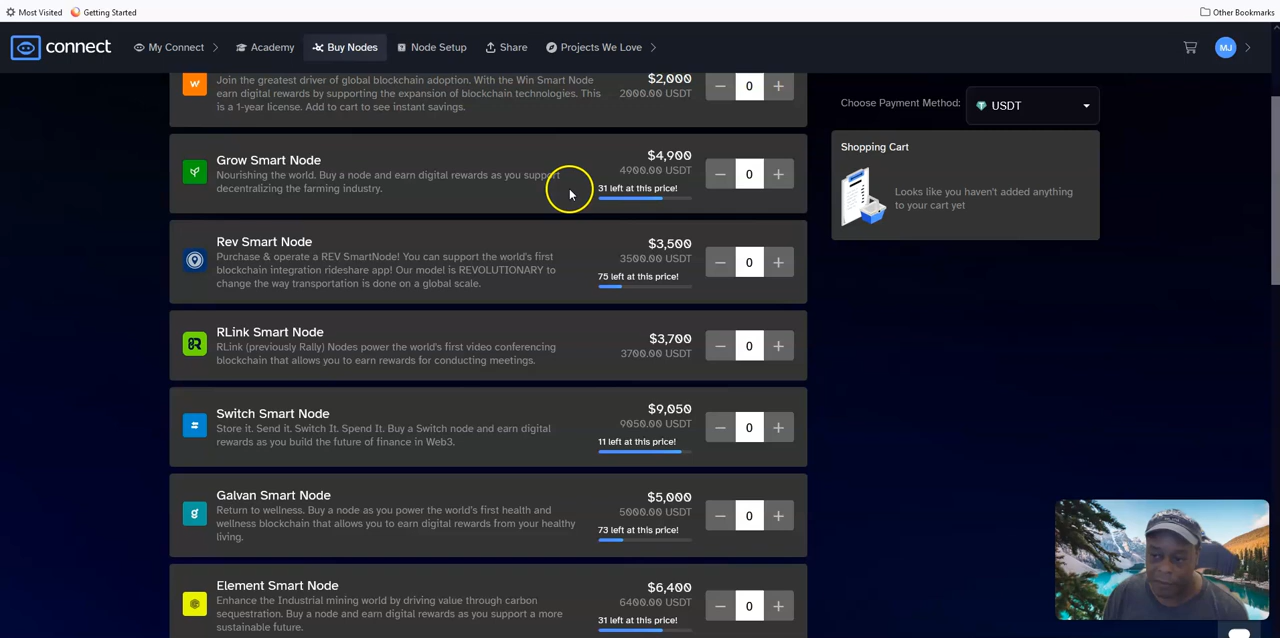 Most Visited
Getting Started
Other Bookmarks
connect
My Connect
Academy
Buy Nodes
Node Setup
Share
Projects We Love
MJ
Join the greatest driver of global blockchain adoption. With the Win Smart Node
earn digital rewards by supporting the expansion of blockchain technologies. This
is a 1-year license. Add to cart to see instant savings.
$2,000
2000.00 USDT
0
Choose Payment Method:
USDT
Shopping Cart
Looks like you haven't added anything
to your cart yet
Grow Smart Node
Nourishing the world. Buy a node and earn digital rewards as you support
decentralizing the farming industry.
$4,900
4900.00 USDT
31 left at this price!
0
Rev Smart Node
Purchase & operate a REV SmartNode! You can support the world's first
blockchain integration rideshare app! Our model is REVOLUTIONARY to
change the way transportation is done on a global scale.
$3,500
3500.00 USDT
75 left at this price!
0
RLink Smart Node
RLink (previously Rally) Nodes power the world's first video conferencing
blockchain that allows you to earn rewards for conducting meetings.
$3,700
3700.00 USDT
0
Switch Smart Node
Store it. Send it. Switch It. Spend It. Buy a Switch node and earn digital
rewards as you build the future of finance in Web3.
$9,050
9050.00 USDT
11 left at this price!
0
Galvan Smart Node
Return to wellness. Buy a node as you power the world's first health and
wellness blockchain that allows you to earn digital rewards from your healthy
living.
$5,000
5000.00 USDT
73 left at this price!
0
Element Smart Node
Enhance the Industrial mining world by driving value through carbon
sequestration. Buy a node and earn digital rewards as you support a more
sustainable future.
$6,400
6400.00 USDT
31 left at this price!
0